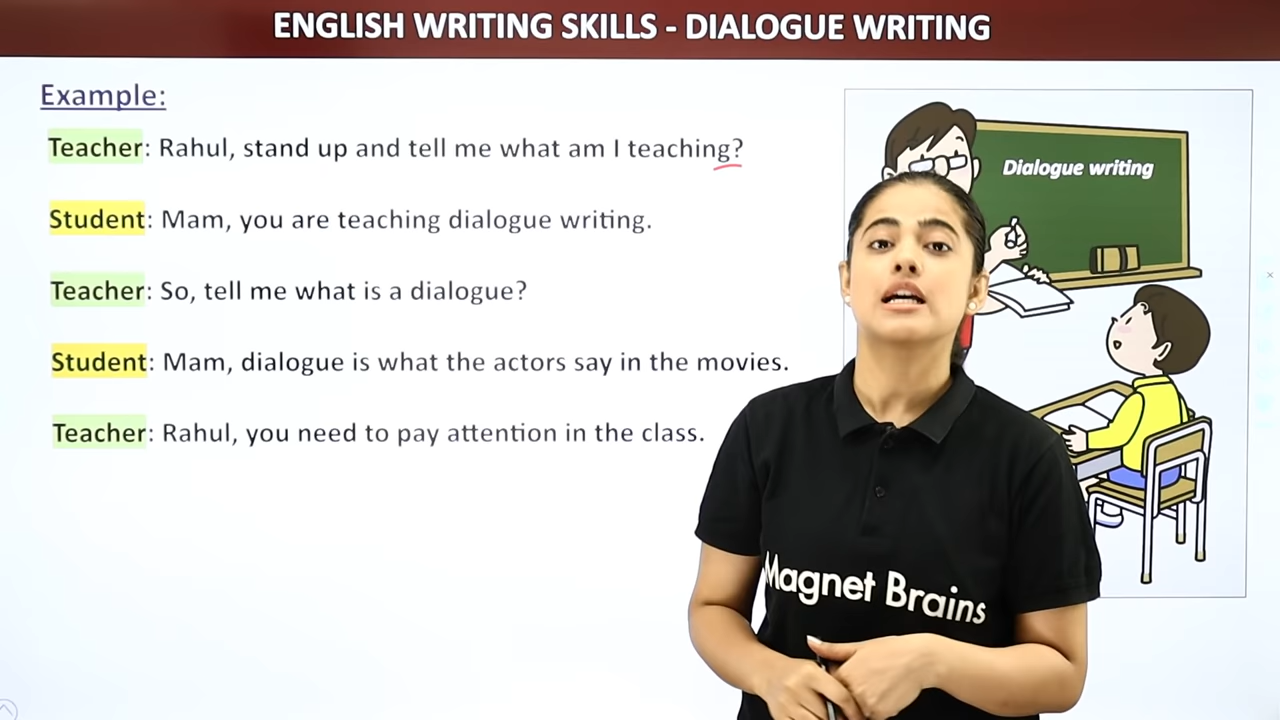 ENGLISH WRITING SKILLS - DIALOGUE WRITING
Example:
Teacher: Rahul, stand up and tell me what am I teaching?
Student: Mam, you are teaching dialogue writing.
Teacher: So, tell me what is a dialogue?
Student: Mam, dialogue is what the actors say in the movies.
Teacher: Rahul, you need to pay attention in the class.
Dialogue writing
Magnet Brains